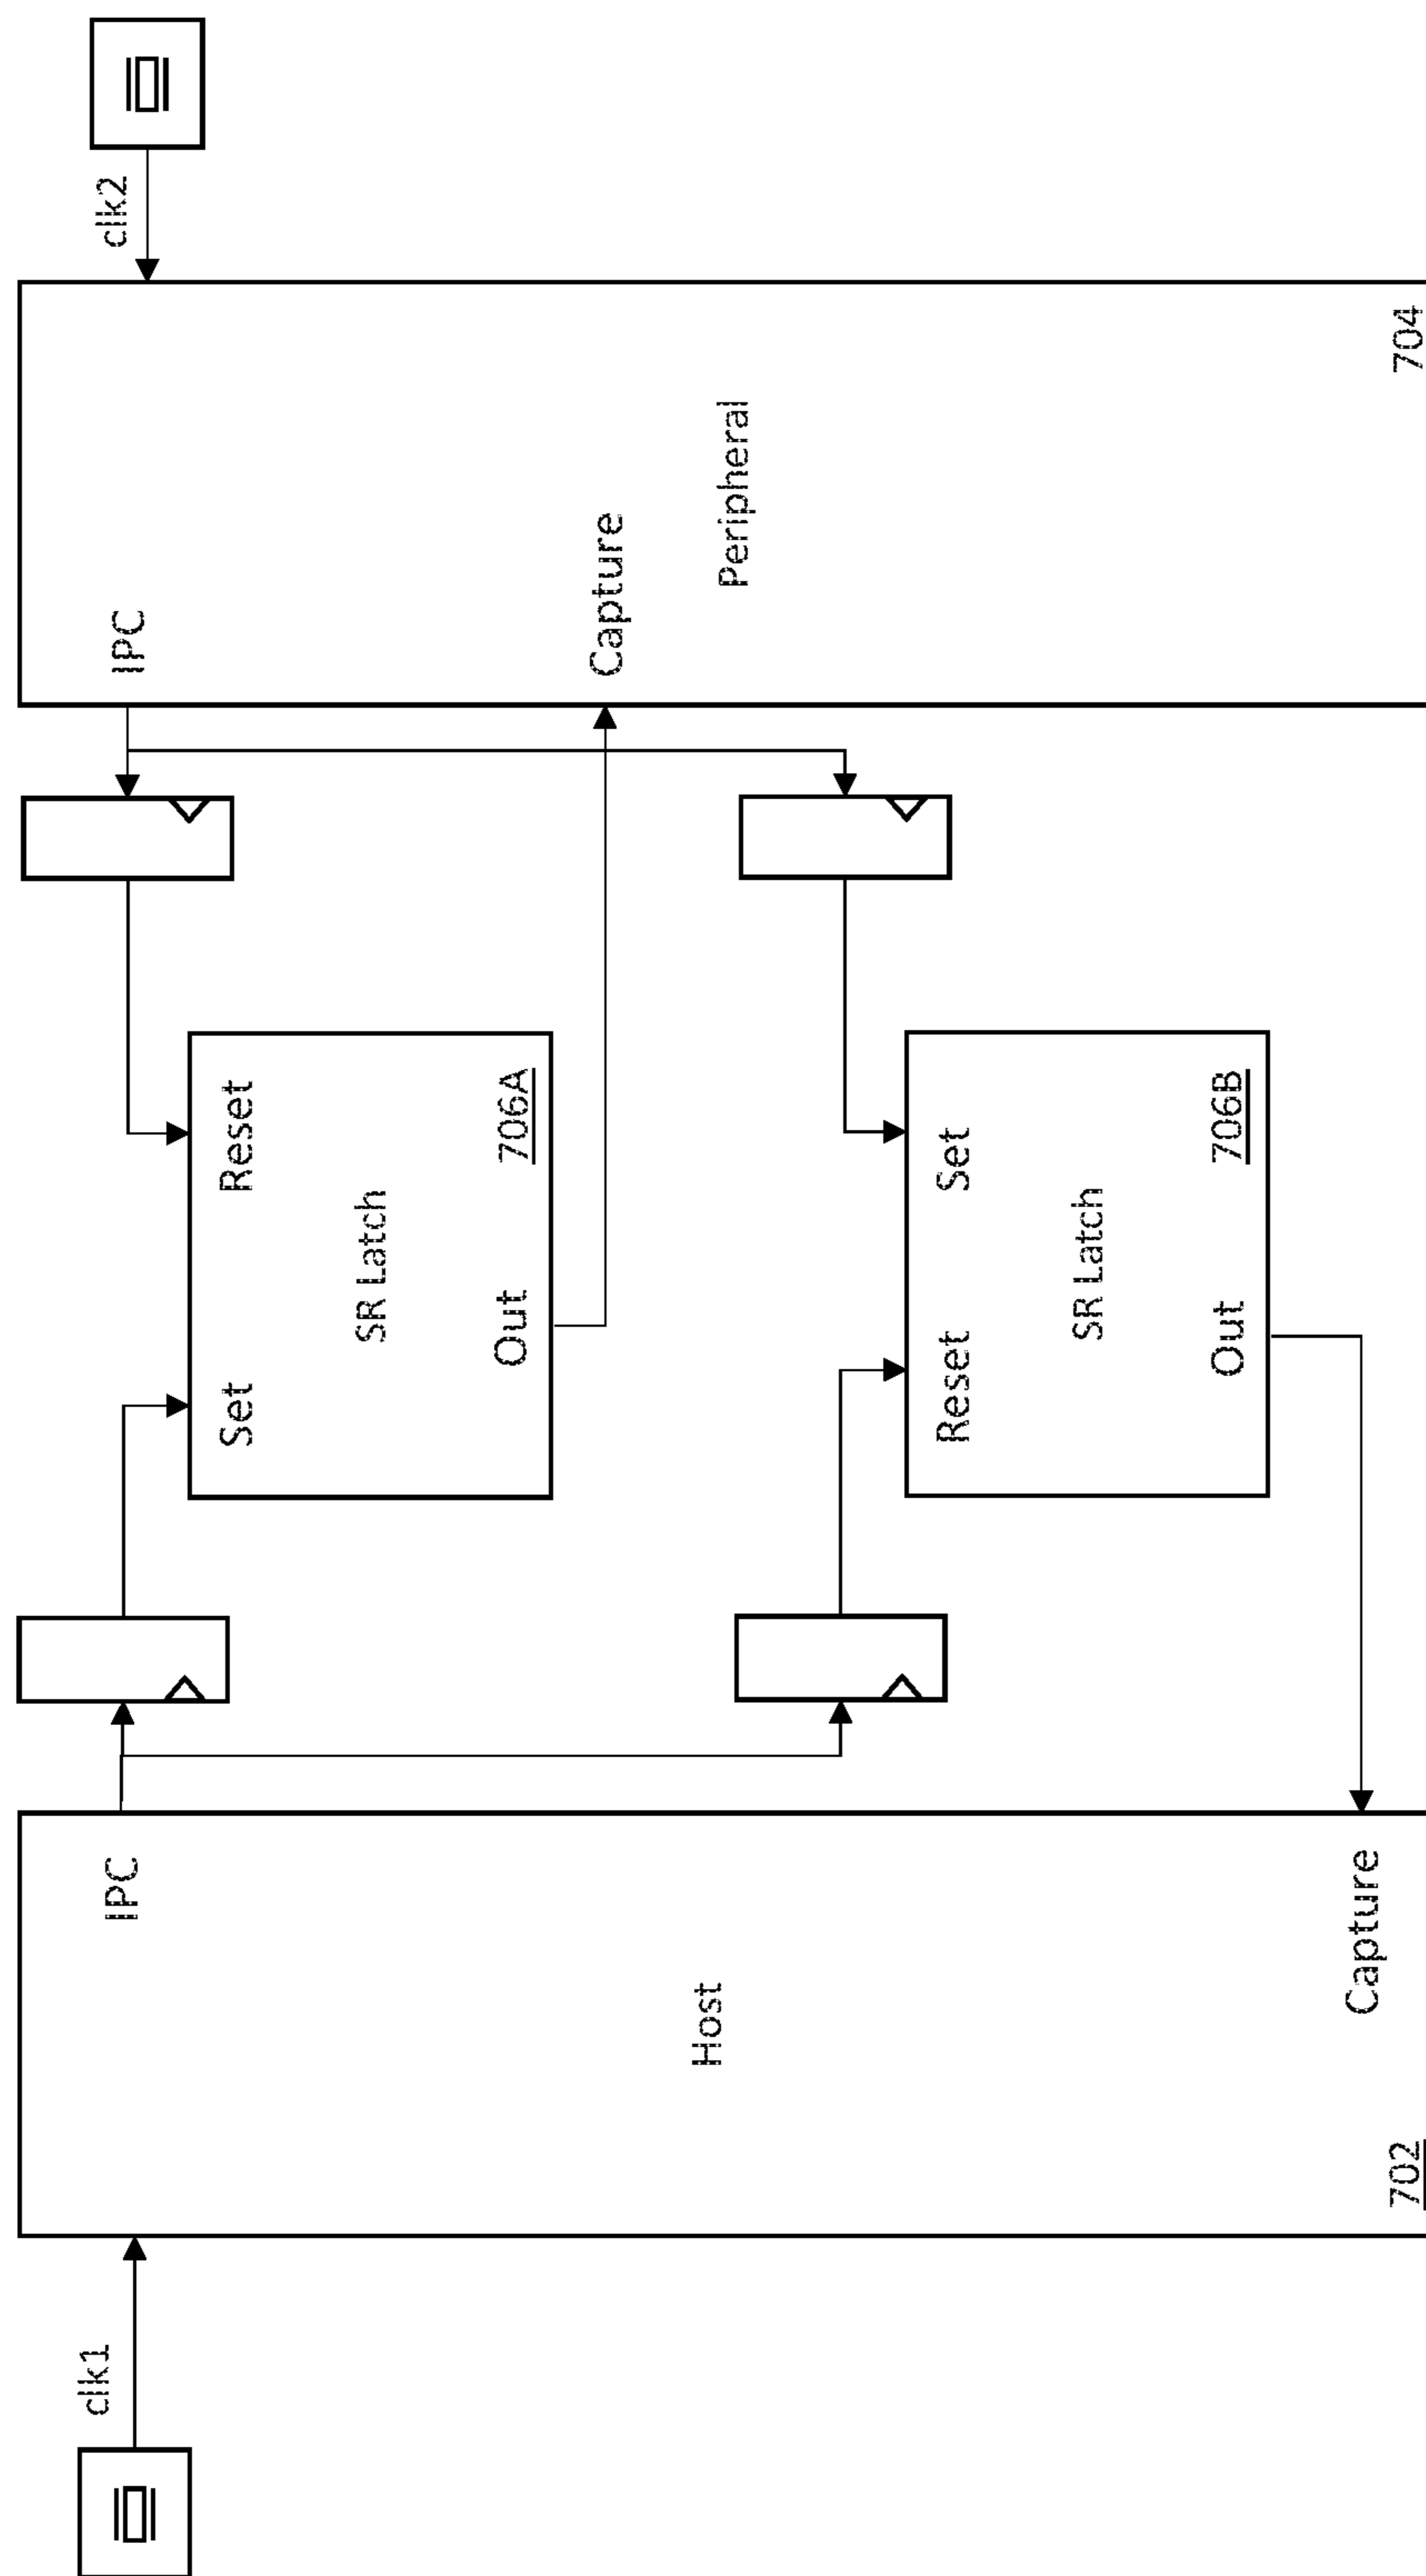 clk1
Host
IPC
Capture
702
Set
Reset
SR Latch
Out
706A
Reset
Set
SR Latch
Out
706B
IPC
Capture
Peripheral
704
clk2